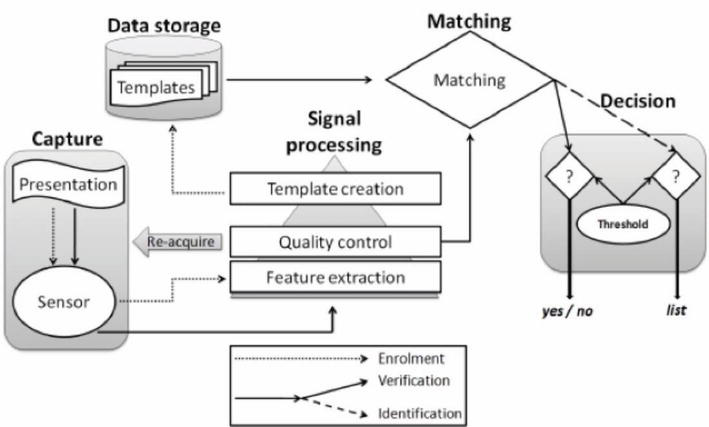 Data storage
Matching
Templates
Matching
Decision
Signal
processing
Capture
Presentation
Template creation
?
?
Threshold
Re-acquire
Quality control
Feature extraction
Sensor
yes / no
list
Enrolment
Verification
Identification